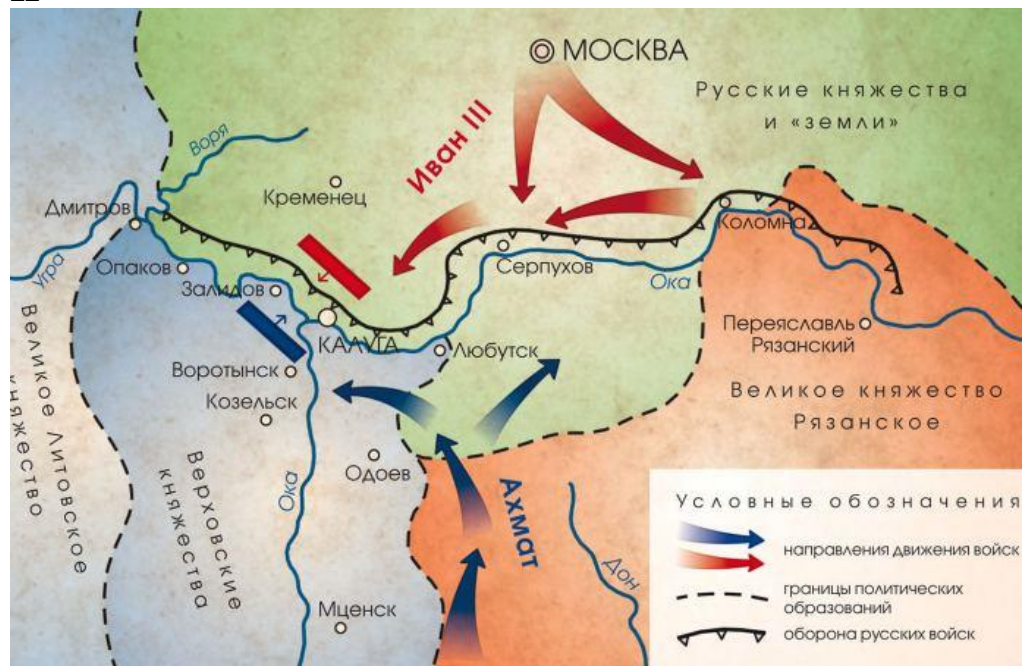 МОСКВА
Русские княжества
и «земли»
Иван III
Воря
Кременец
Дмитров
Коломна
Угра
Опаков
Серпухов
Ока
Залидов
КАЛУГА
Любутск
Переяславль
Рязанский
Воротынск
Козельск
Великое княжество
Рязанское
Великое Литовское
княжество
Верховские
княжества
Ока
Одоев
Ахмат
Дон
Мценск
Условные обозначения
направления движения войск
границы политических
образований
оборона русских войск